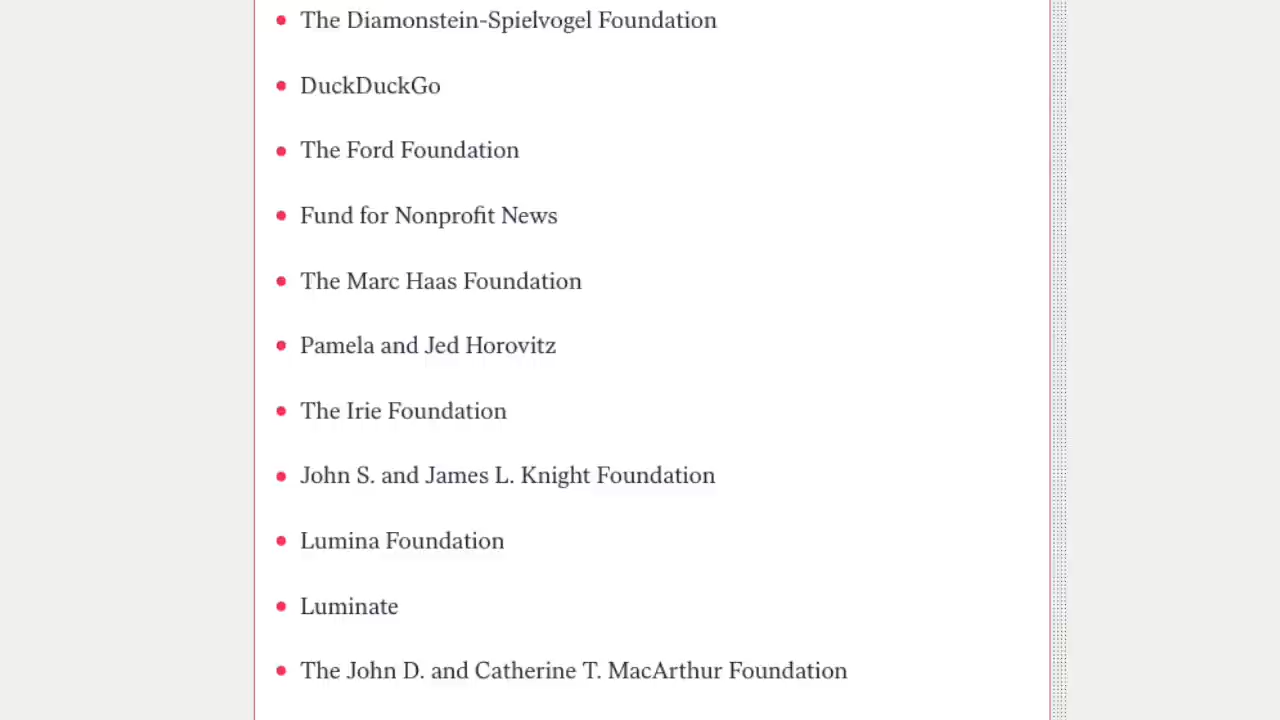 The Diamonstein-Spielvogel Foundation
DuckDuckGo
The Ford Foundation
Fund for Nonprofit News
The Marc Haas Foundation
Pamela and Jed Horovitz
The Irie Foundation
John S. and James L. Knight Foundation
Lumina Foundation
Luminate
The John D. and Catherine T. MacArthur Foundation